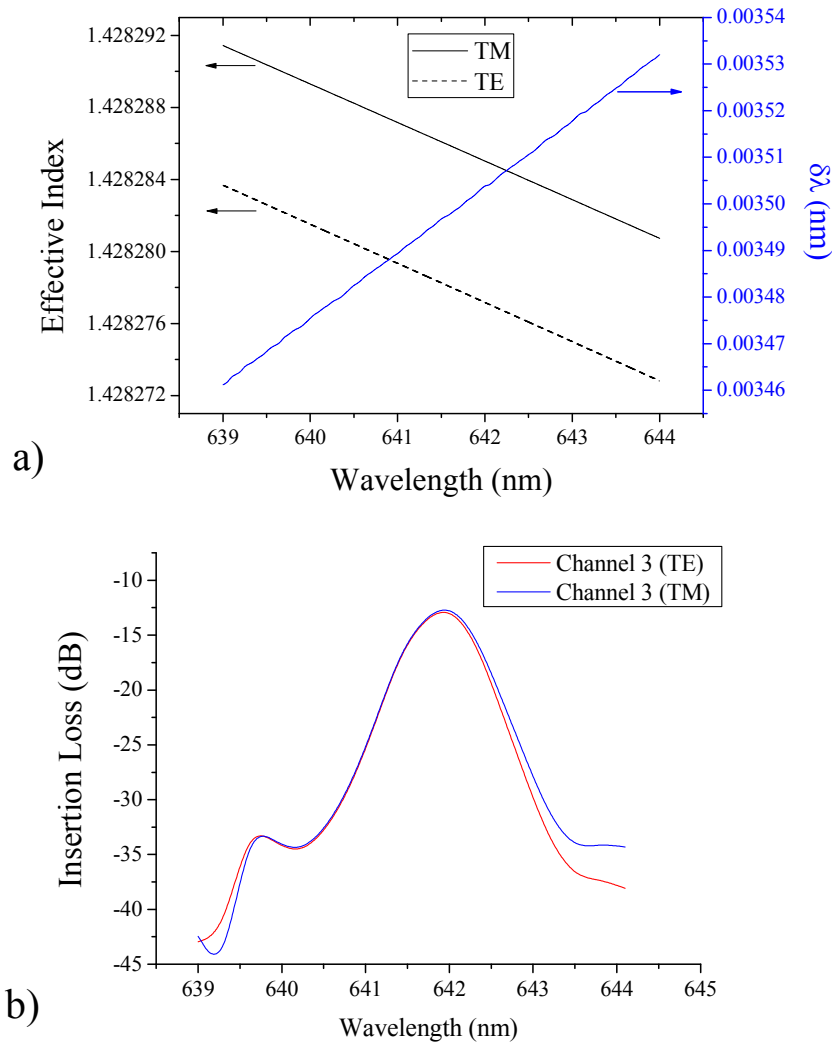 1.428292
1.428288
1.428284
1.428280
1.428276
1.428272
Effective Index
TM
TE
0.00354
0.00353
0.00352
0.00351
0.00350
0.00349
0.00348
0.00347
0.00346
δλ (nm)
639 640 641 642 643 644
Wavelength (nm)
a)
Channel 3 (TE)
Channel 3 (TM)
-10
-15
-20
-25
-30
-35
-40
-45
Insertion Loss (dB)
639 640 641 642 643 644 645
Wavelength (nm)
b)